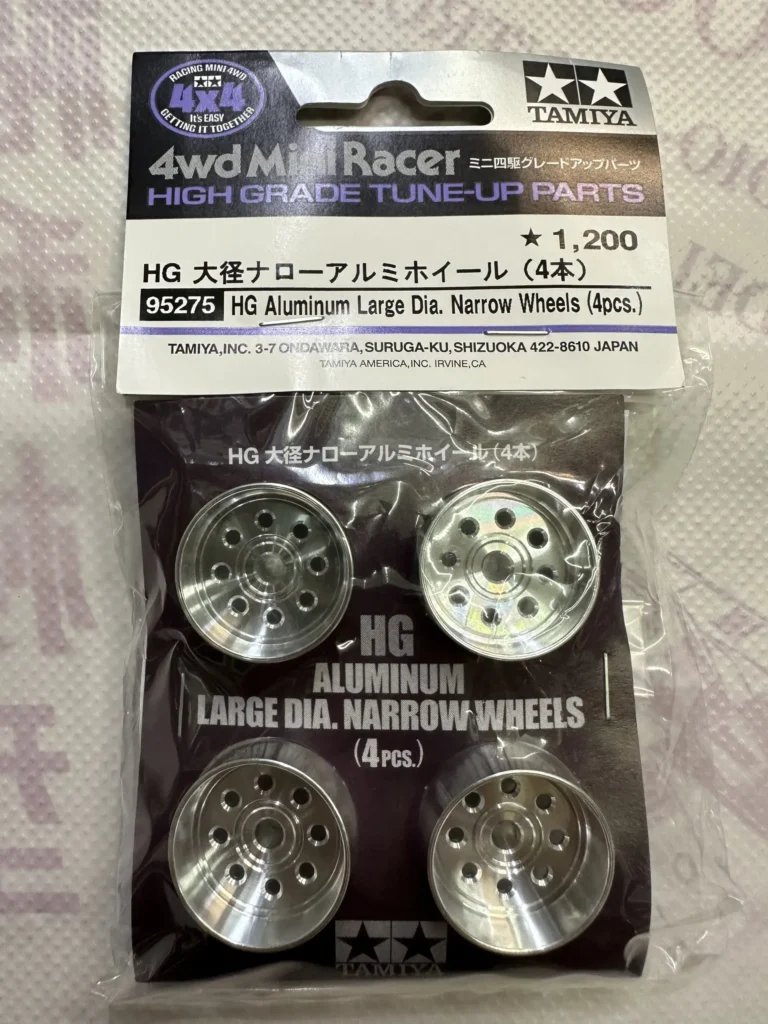 RACING MINI 4WD
4x4
It's EASY
GETTING IT TOGETHER
TAMIYA
4wd Mini Racer ミニ四駆グレードアップパーツ
HIGH GRADE TUNE-UP PARTS
★ 1,200
HG 大径ナローアルミホイール（4本）
95275 HG Aluminum Large Dia. Narrow Wheels (4pcs.)
TAMIYA,INC. 3-7 ONDAWARA,SURUGA-KU,SHIZUOKA 422-8610 JAPAN
TAMIYA AMERICA,INC. IRVINE,CA
HG 大径ナローアルミホイール（4本）
HG
ALUMINUM
LARGE DIA. NARROW WHEELS
(4PCS.)
TAMIYA